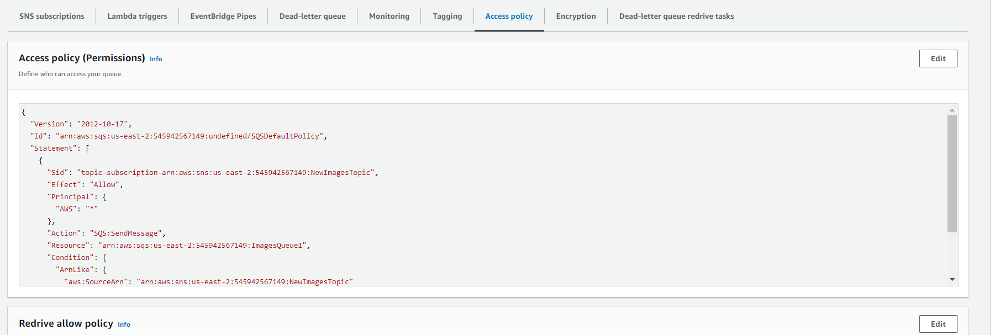 SNS subscriptions
Lambda triggers
EventBridge Pipes
Dead-letter queue
Monitoring
Tagging
Access policy
Encryption
Dead-letter queue redrive tasks
Access policy (Permissions) Info
Edit
Define who can access your queue.
{
"Version": "2012-10-17",
"Id": "arn:aws:sqs:us-east-2:545942567149:undefined/SQSDefaultPolicy",
"Statement": [
{
"Sid": "topic-subscription-arn:aws:sns:us-east-2:545942567149:NewImagesTopic",
"Effect": "Allow",
"Principal": {
"AWS": "*"
},
"Action": "SQS:SendMessage",
"Resource": "arn:aws:sqs:us-east-2:545942567149:ImagesQueue1",
"Condition": {
"ArnLike": {
"aws:SourceArn": "arn:aws:sns:us-east-2:545942567149:NewImagesTopic"
Redrive allow policy Info
Edit